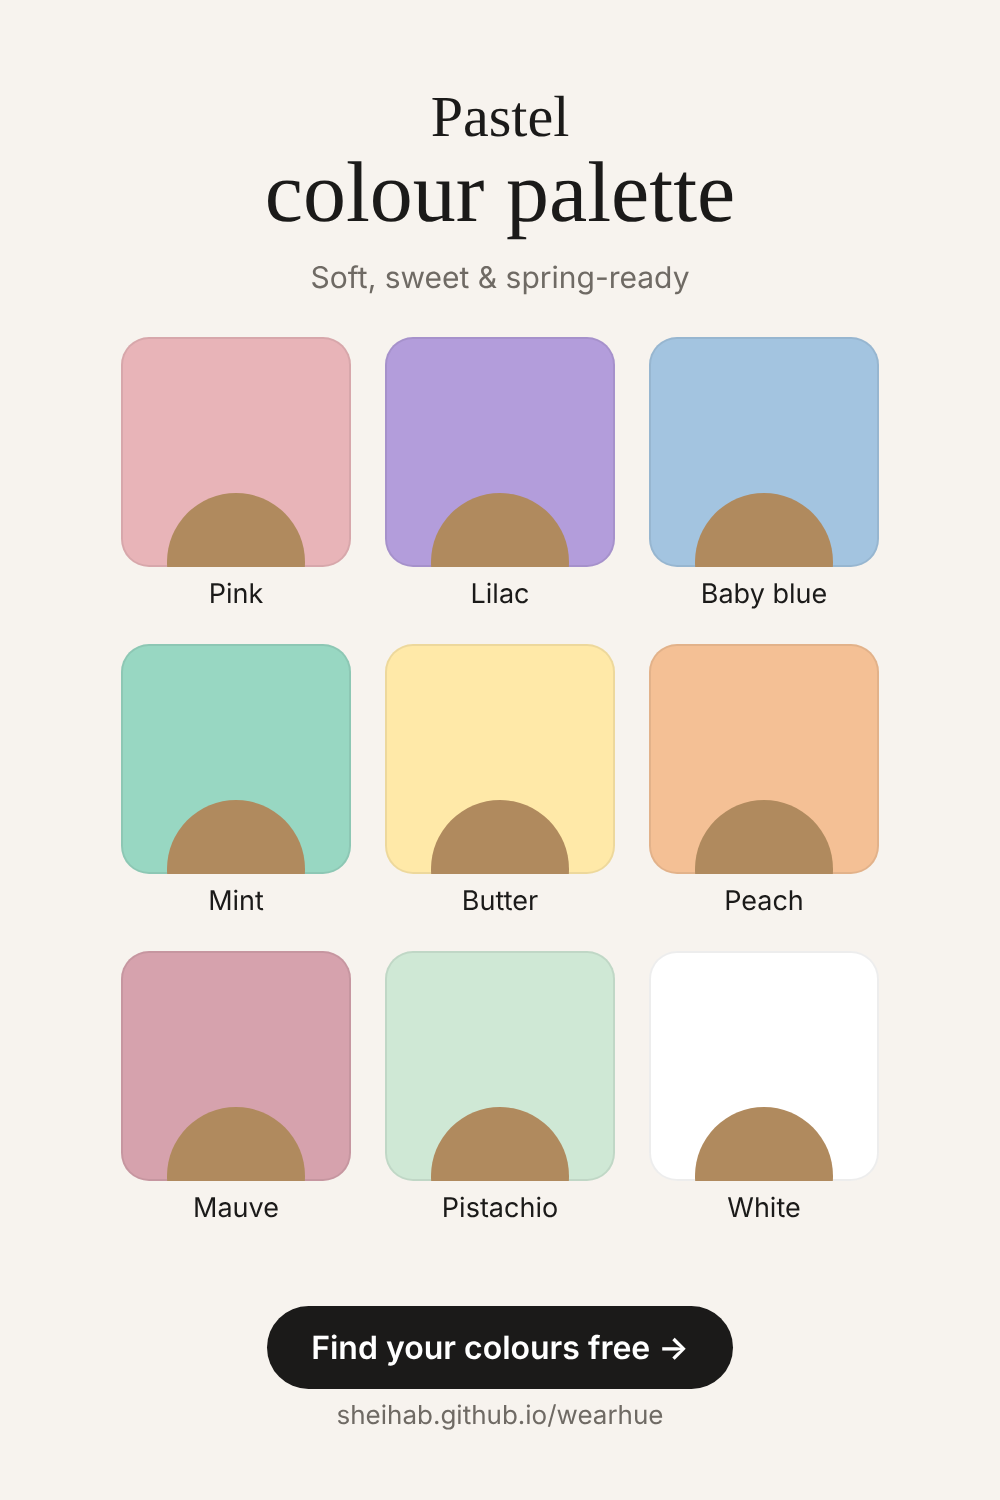 Pastel
colour palette
Soft, sweet & spring-ready
Pink
Lilac
Baby blue
Mint
Butter
Peach
Mauve
Pistachio
White
Find your colours free →
sheihab.github.io/wearhue